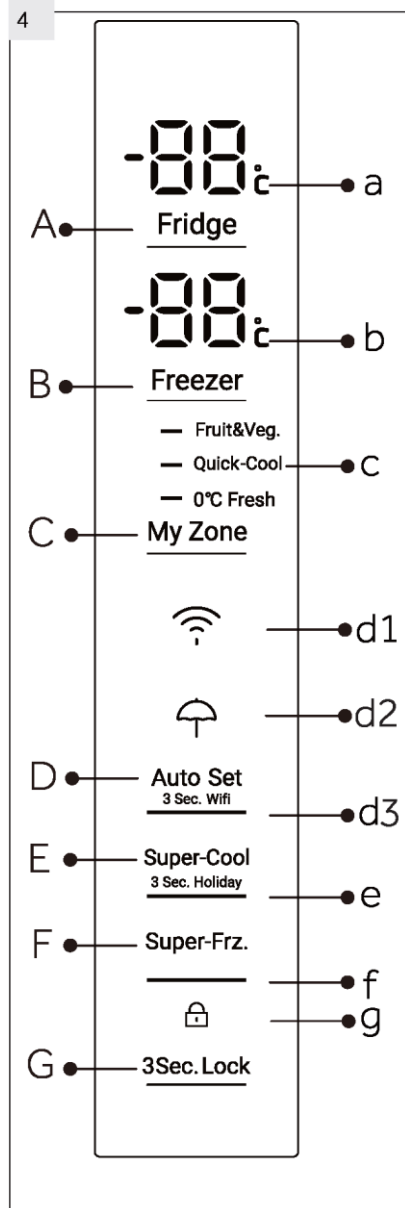 4
-88°C
a
A
Fridge
-88°C
b
B
Freezer
Fruit&Veg.
Quick-Cool
c
0°C Fresh
C
My Zone
d1
d2
D
Auto Set
3 Sec. Wifi
d3
E
Super-Cool
3 Sec. Holiday
e
F
Super-Frz.
f
g
G
3Sec. Lock